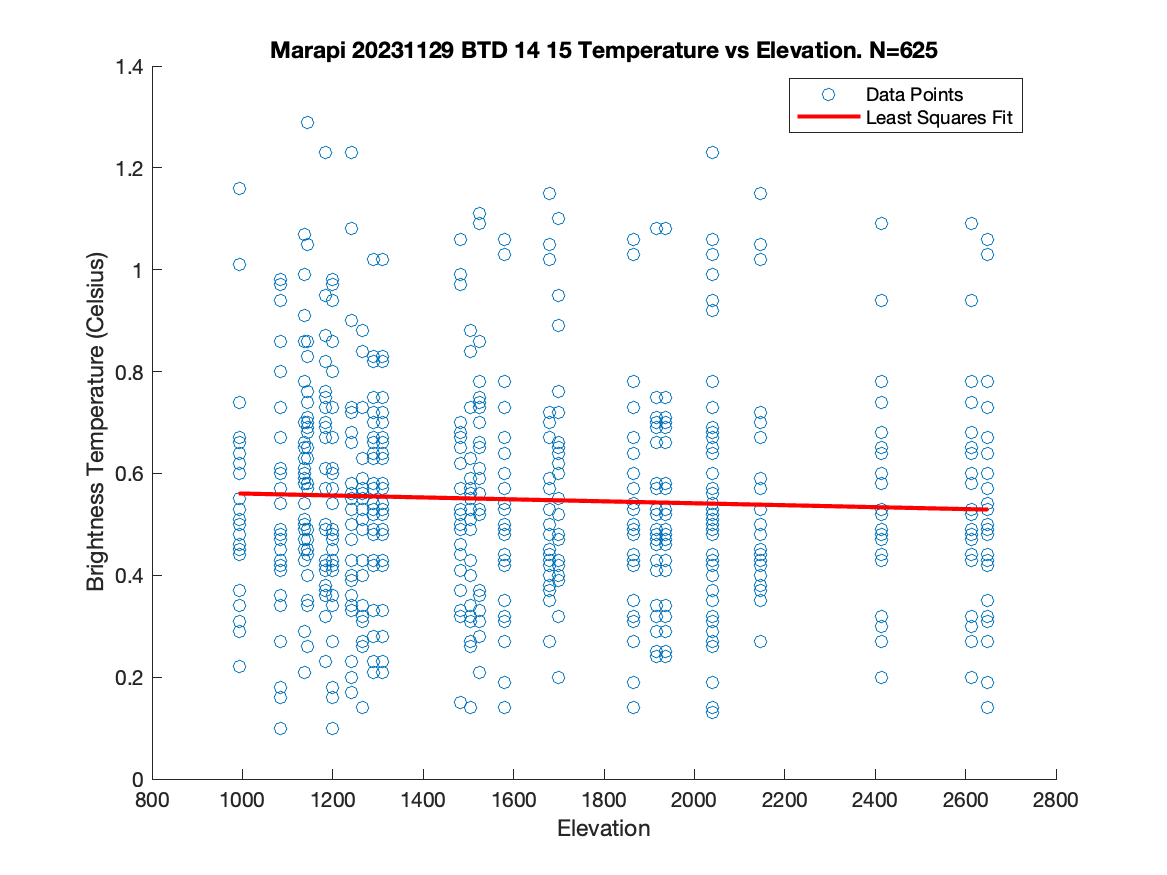 Marapi 20231129 BTD 14 15 Temperature vs Elevation. N=625
Data Points
Least Squares Fit
Brightness Temperature (Celsius)
1.4
1.2
1
0.8
0.6
0.4
0.2
0
800 1000 1200 1400 1600 1800 2000 2200 2400 2600 2800
Elevation